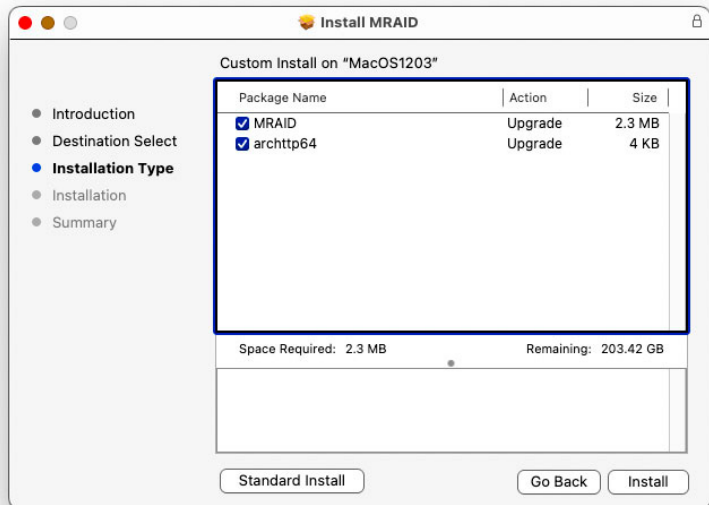 Install MRAID
Custom Install on “MacOS1203”
Introduction
Destination Select
Installation Type
Installation
Summary
Package Name Action Size
MRAID Upgrade 2.3 MB
archttp64 Upgrade 4 KB
Space Required: 2.3 MB Remaining: 203.42 GB
Standard Install Go Back Install